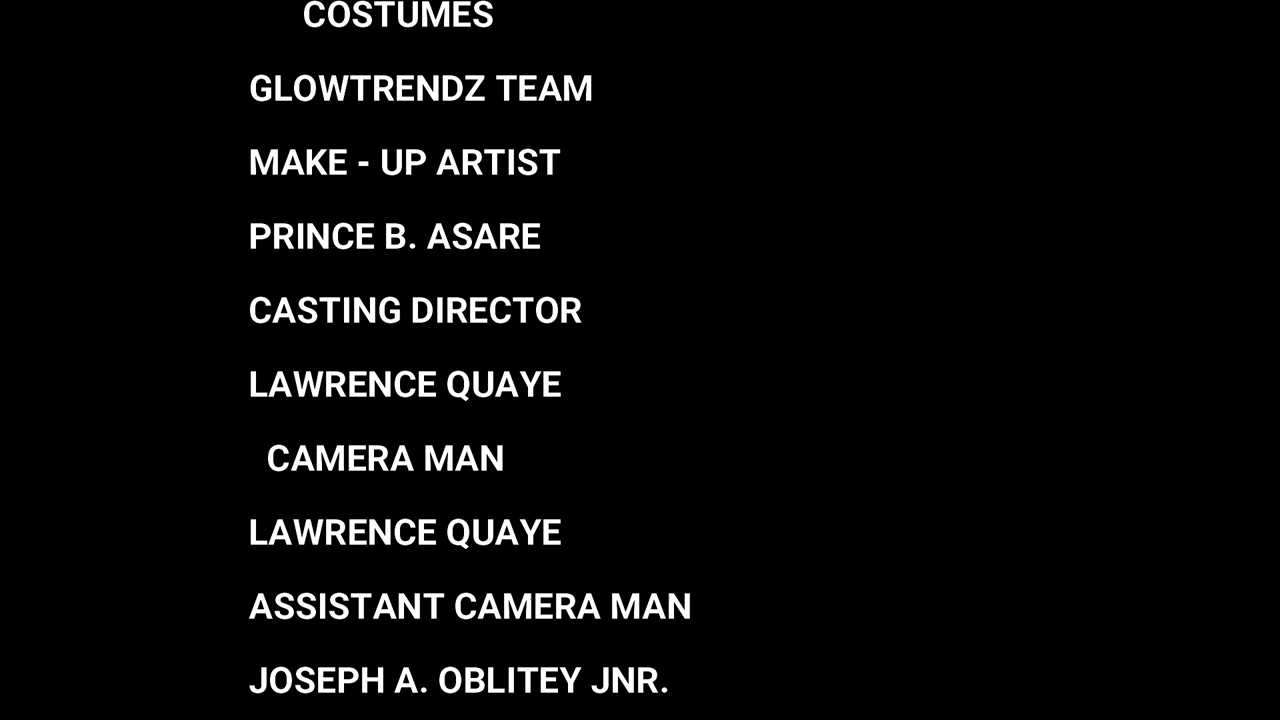 COSTUMES
GLOWTRENDZ TEAM
MAKE - UP ARTIST
PRINCE B. ASARE
CASTING DIRECTOR
LAWRENCE QUAYE
CAMERA MAN
LAWRENCE QUAYE
ASSISTANT CAMERA MAN
JOSEPH A. OBLITEY JNR.